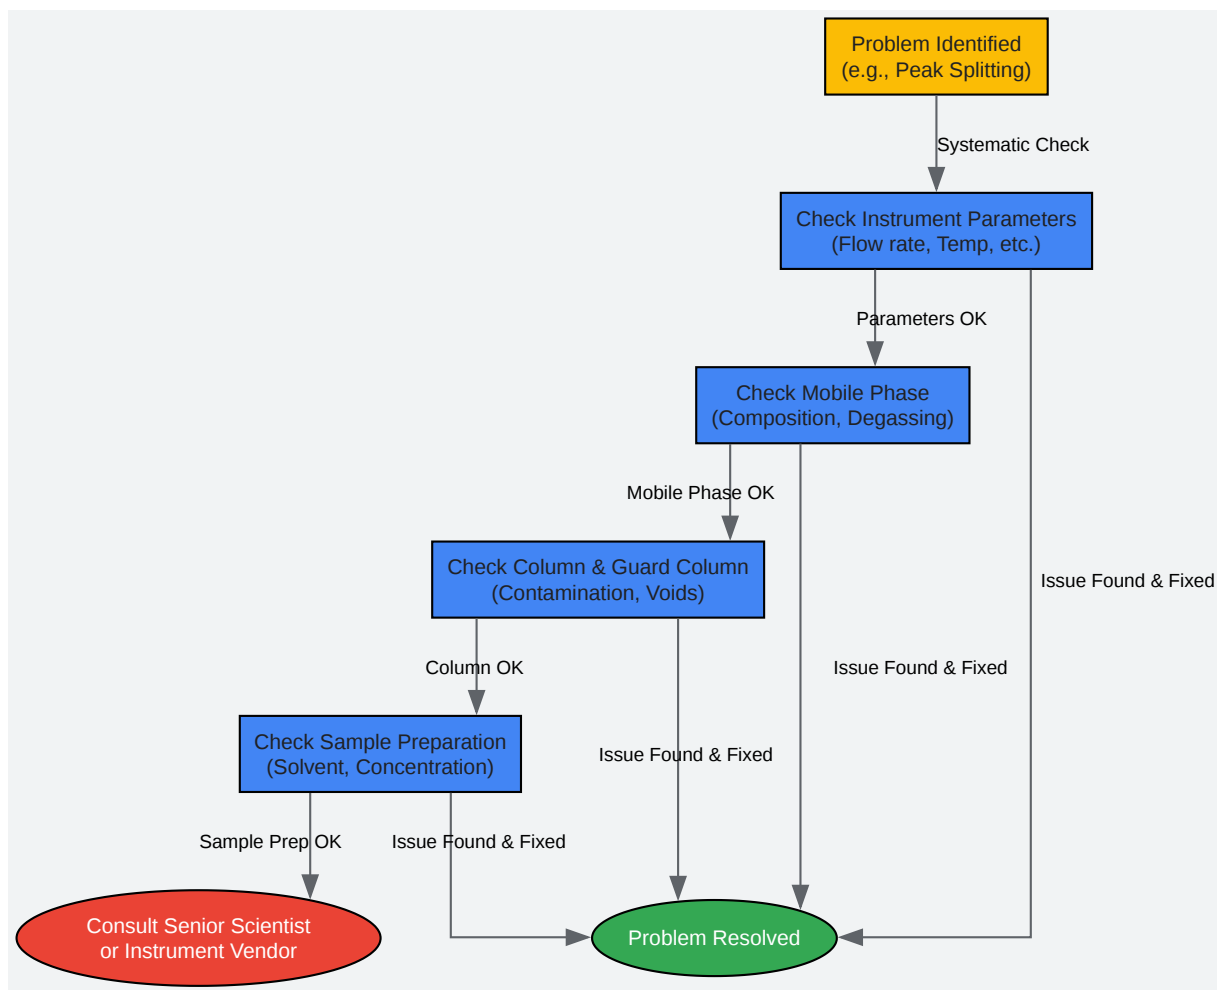 Problem Identified
(e.g., Peak Splitting)
Systematic Check
Check Instrument Parameters
(Flow rate, Temp, etc.)
Parameters OK
Check Mobile Phase
(Composition, Degassing)
Mobile Phase OK
Check Column & Guard Column
(Contamination, Voids)
Issue Found & Fixed
Column OK
Issue Found & Fixed
Check Sample Preparation
(Solvent, Concentration)
Issue Found & Fixed
Sample Prep OK
Issue Found & Fixed
Consult Senior Scientist
or Instrument Vendor
Problem Resolved